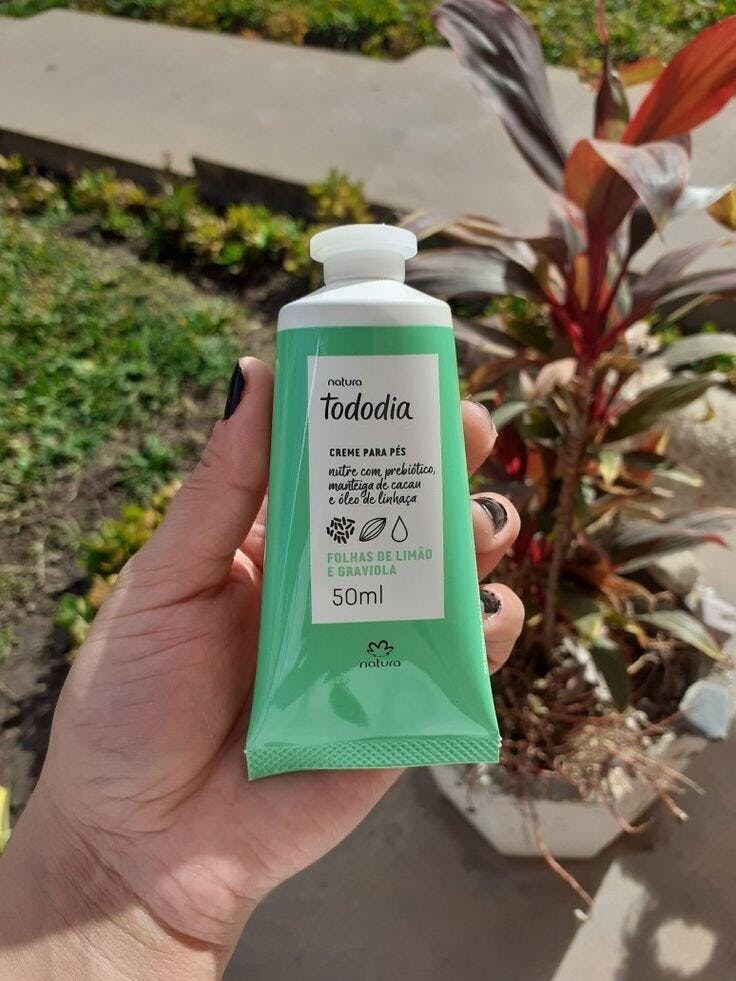 natura
Tododia
CREME PARA PÉS
nutre com prebiótico,
manteiga de cacau
e óleo de linhaça
FOLHAS DE LIMÃO
E GRAVIOLA
50ml
natura